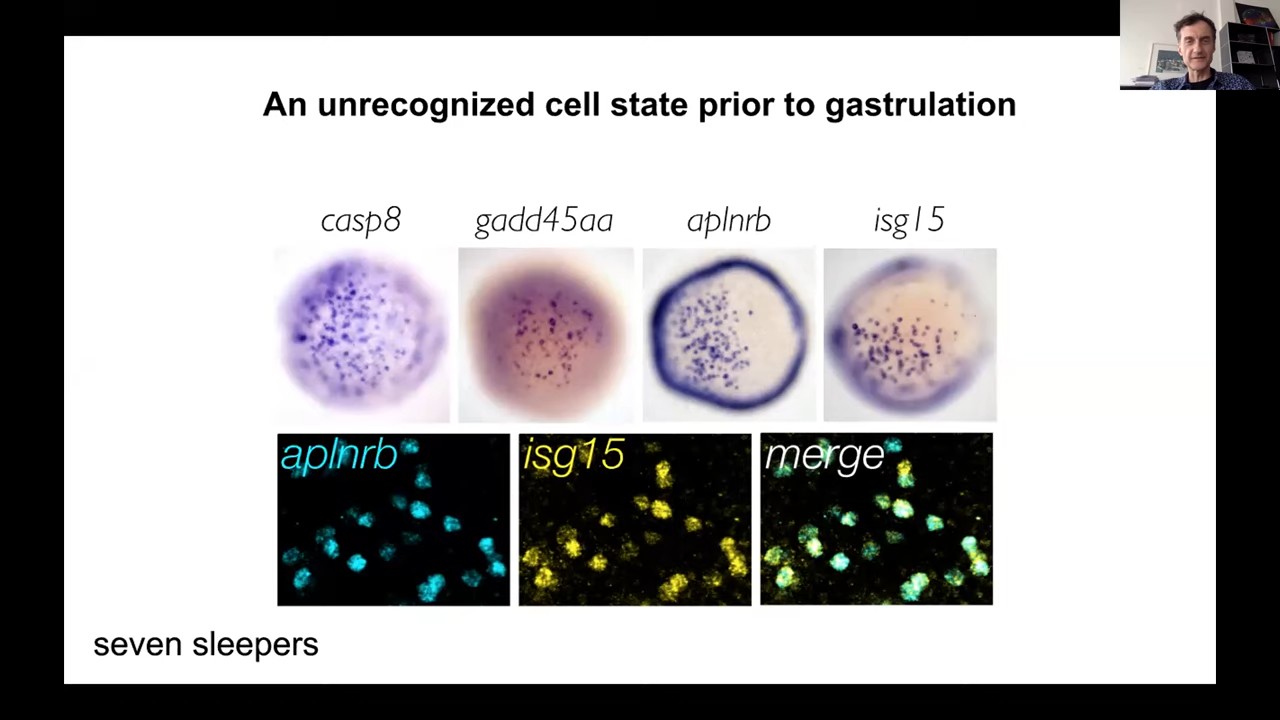 An unrecognized cell state prior to gastrulation
casp8 gadd45aa aplnrb isg15
aplnrb isg15 merge
seven sleepers